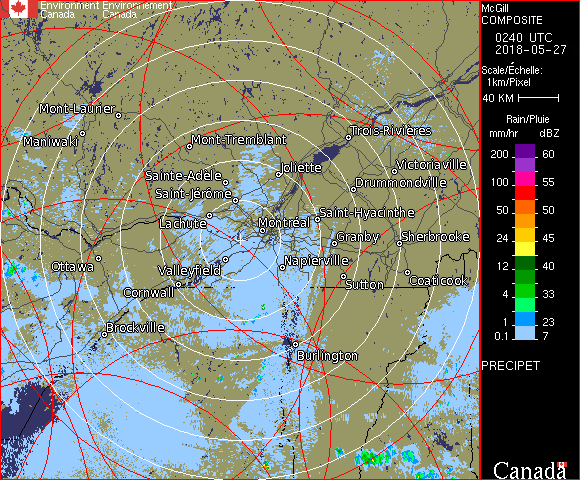 Environment Environnement
Canada Canada
McGill
COMPOSITE
0240 UTC
2018-05-27
Scale/Échelle:
1km/Pixel
40 KM
Rain/Pluie
mm/hr dBZ
200 60
100 55
50 50
24 45
12 40
4 33
1 23
0.1 7
PRECIPET
Canada
Mont-Laurier
Maniwaki
Mont-Tremblant
Trois-Rivières
Joliette
Victoriaville
Sainte-Adèle
Drummondville
Saint-Jérôme
Lachute
Saint-Hyacinthe
Montréal
Granby
Sherbrooke
Ottawa
Valleyfield
Napierville
Cornwall
Sutton
Coaticook
Brockville
Burlington